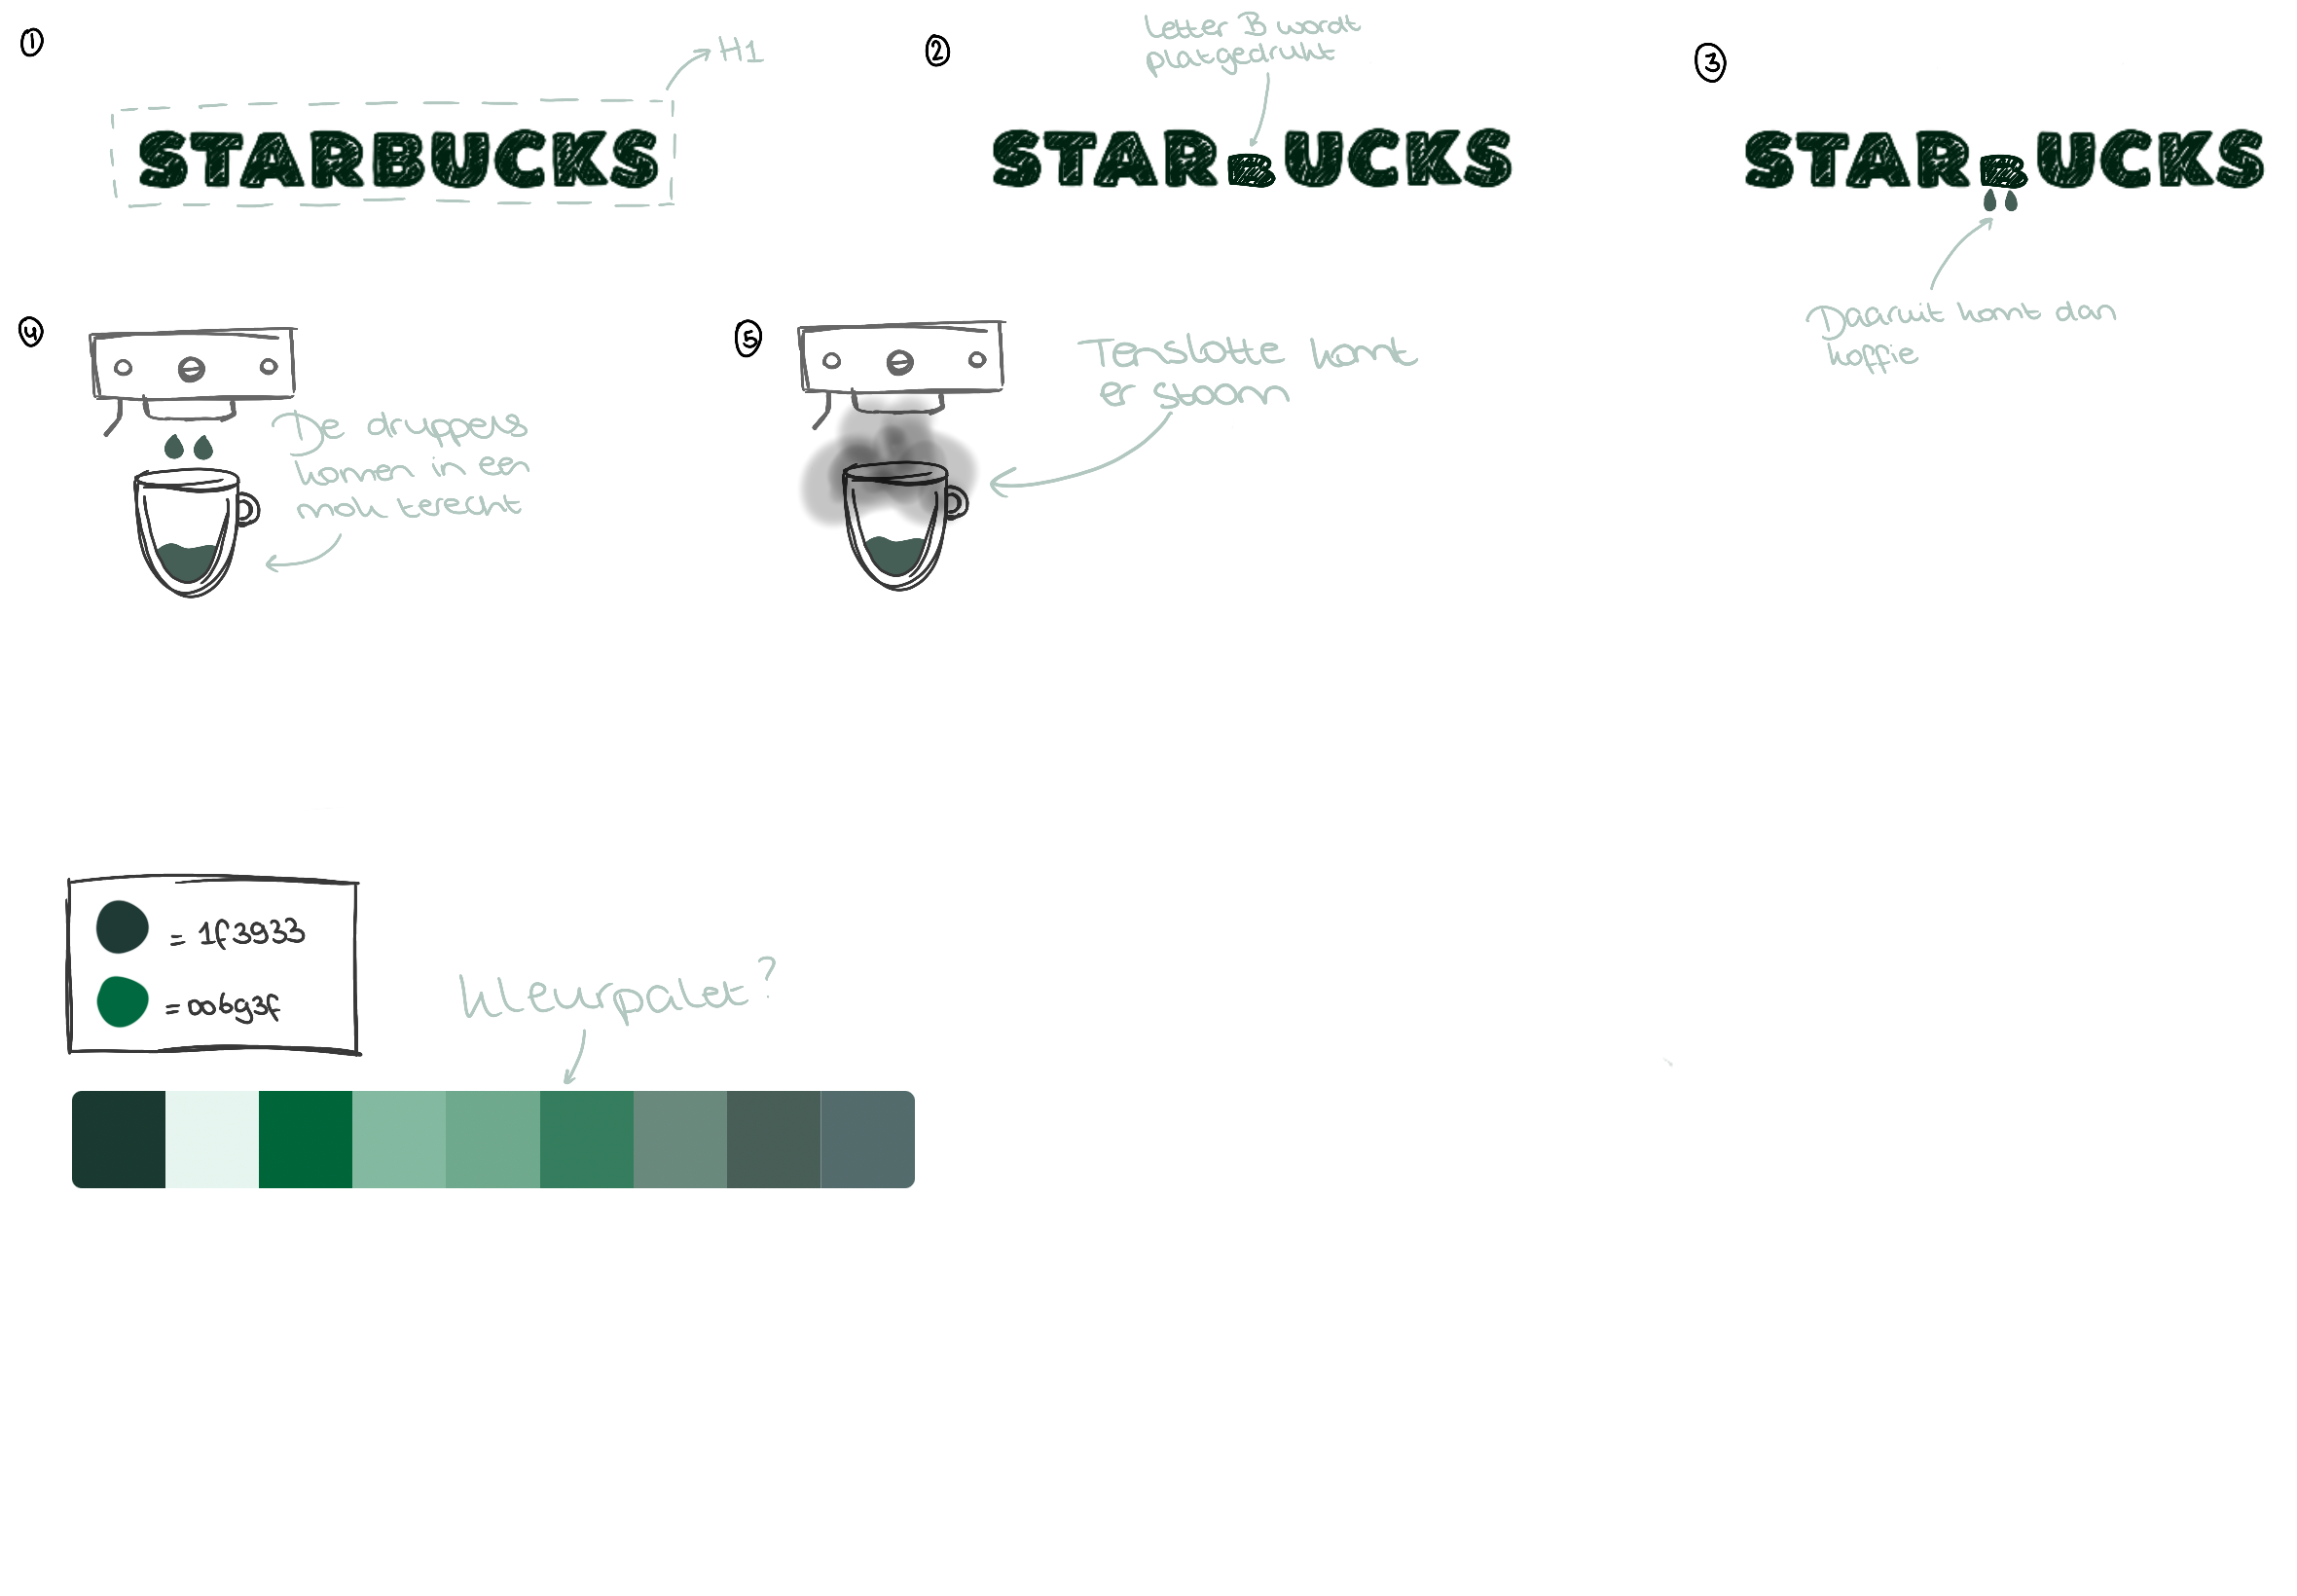 1
H1
STARBUCKS
2
Letter B wordt
platgedrukt
STARBUCKS
3
STARBUCKS
Daaruit komt dan
koffie
4
De druppels
komen in een
mok terecht
5
Tenslotte komt
er stoom
= 1f3933
= 006g3f
Kleurpalet?